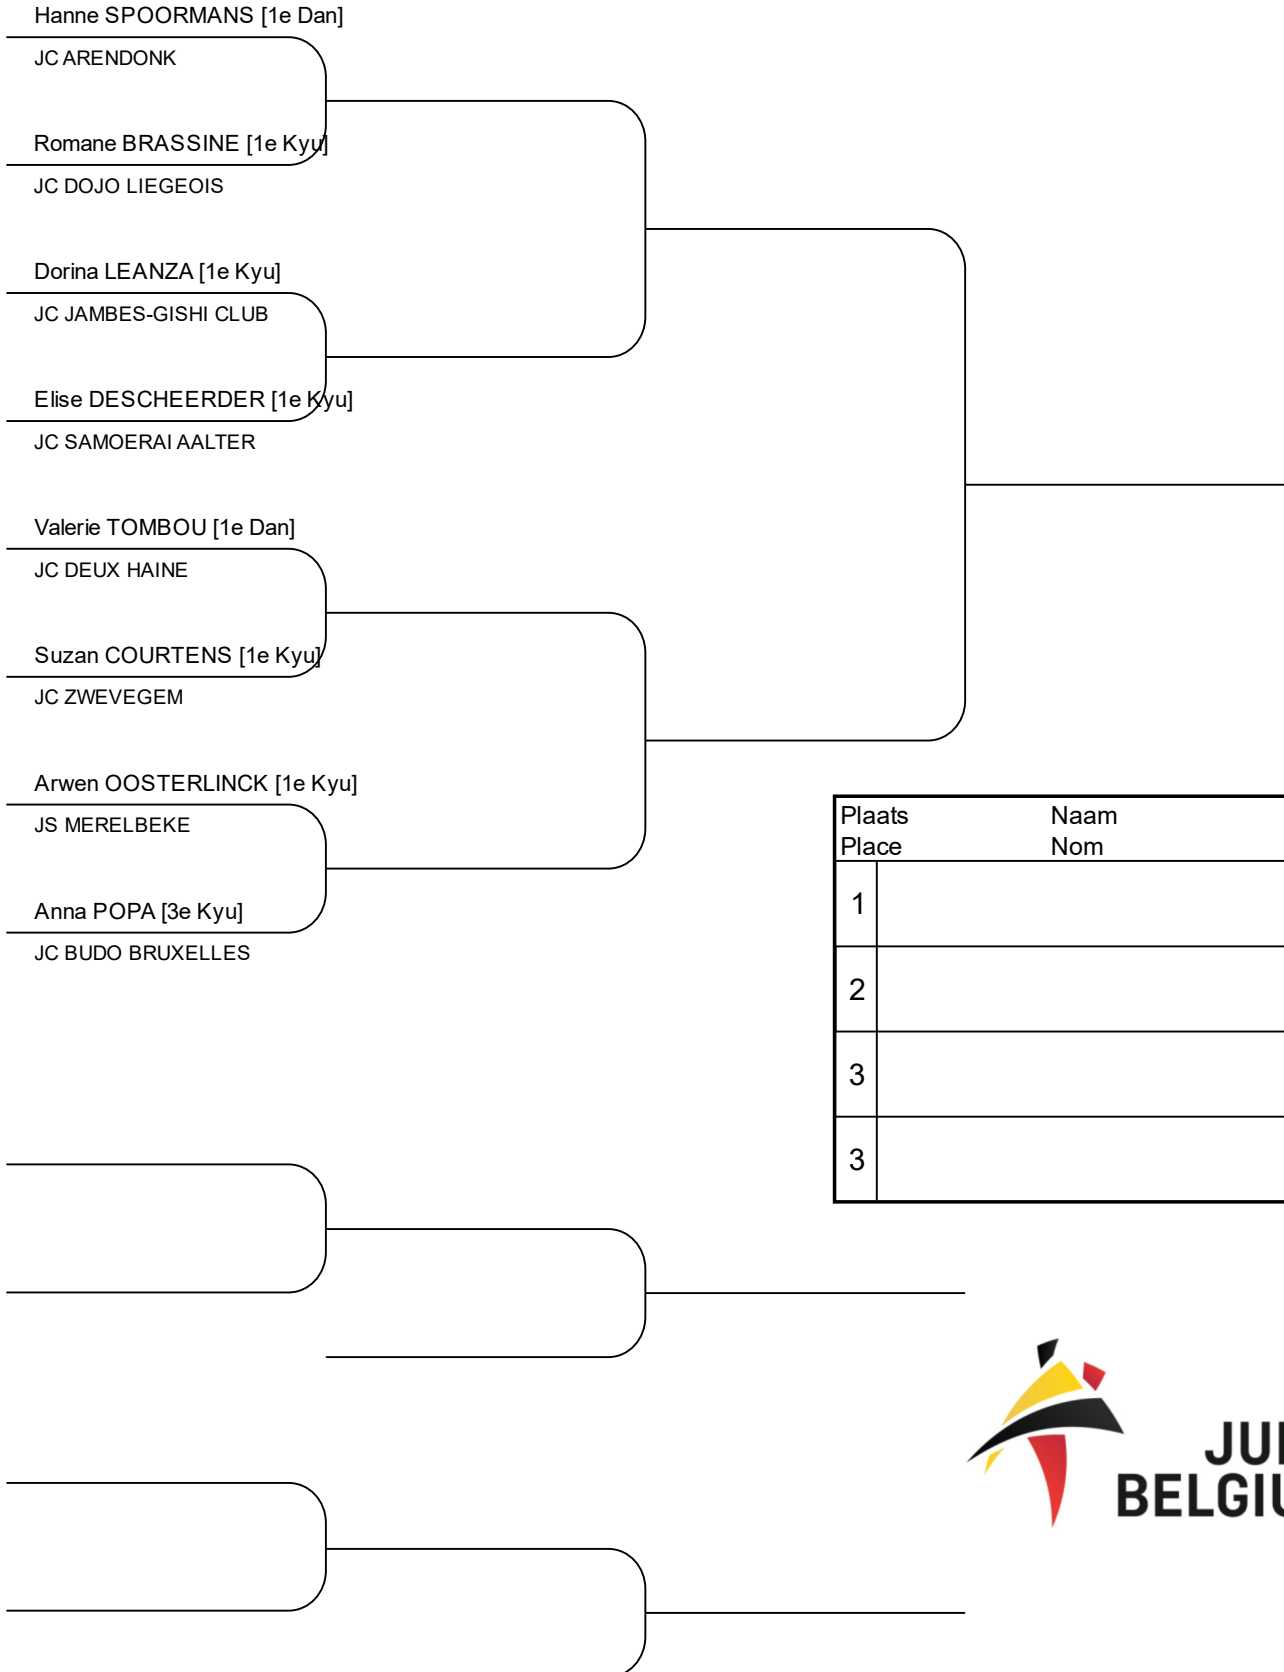 Hanne SPOORMANS [1e Dan]
JC ARENDONK
Romane BRASSINE [1e Kyu]
JC DOJO LIEGEOIS
Dorina LEANZA [1e Kyu]
JC JAMBES-GISHI CLUB
Elise DESCHEERDER [1e Kyu]
JC SAMOERAI AALTER
Valerie TOMBOU [1e Dan]
JC DEUX HAINE
Suzan COURTENS [1e Kyu]
JC ZWEVEGEM
Arwen OOSTERLINCK [1e Kyu]
JS MERELBEKE
Anna POPA [3e Kyu]
JC BUDO BRUXELLES
Plaats Naam
Place Nom
1
2
3
3